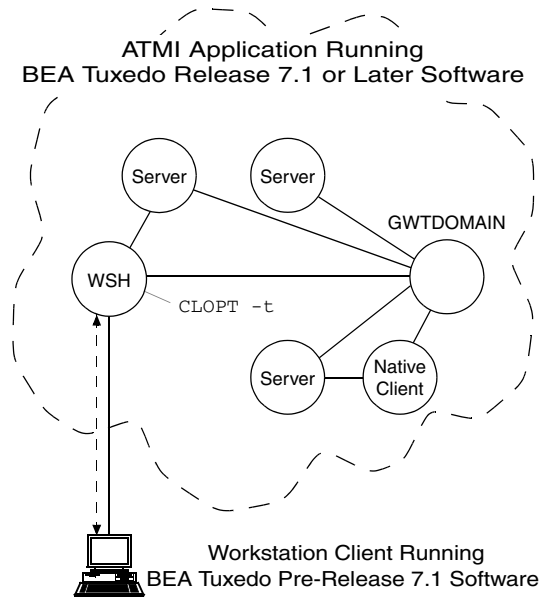 ATMI Application Running
BEA Tuxedo Release 7.1 or Later Software
Server
Server
GWTDOMAIN
WSH
CLOPT -t
Server
Native
Client
Workstation Client Running
BEA Tuxedo Pre-Release 7.1 Software